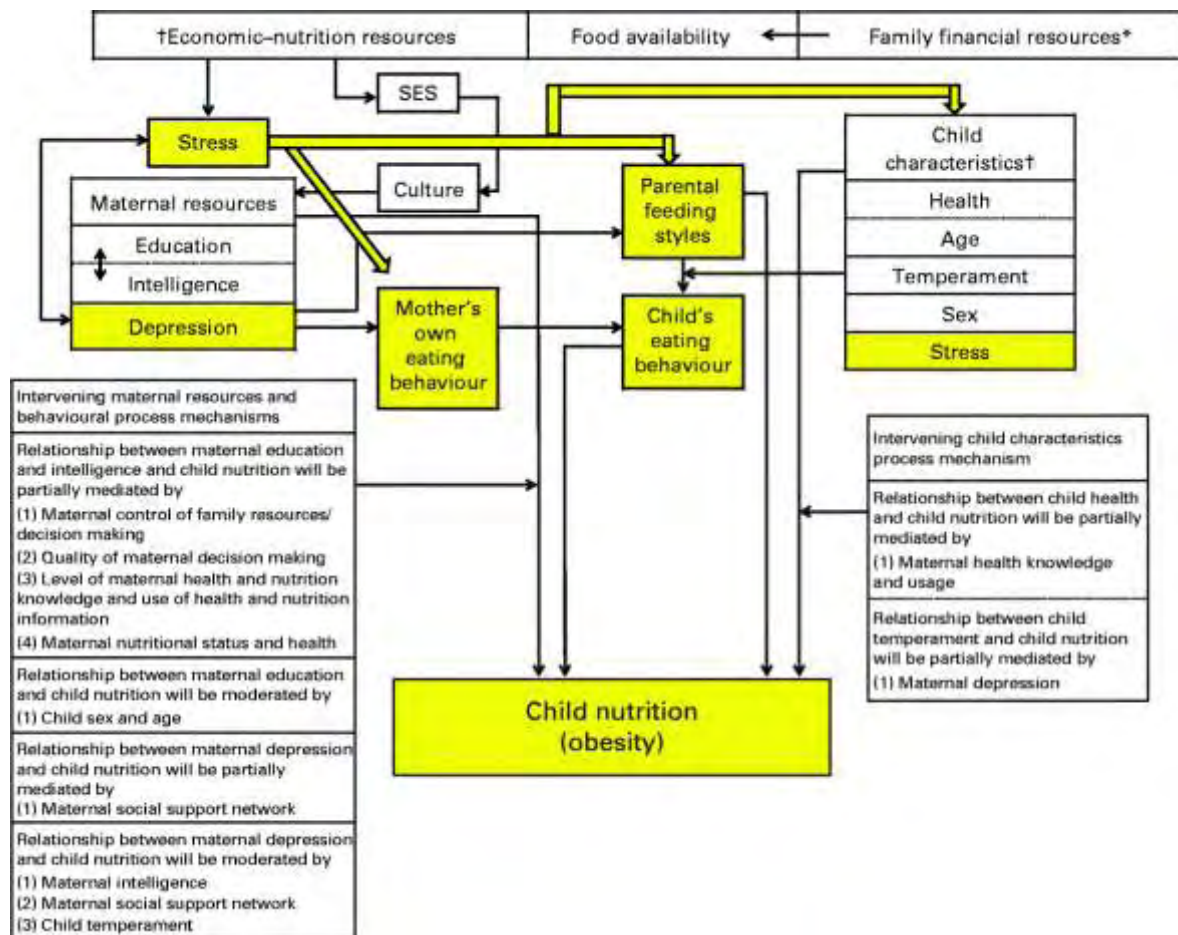 †Economic–nutrition resources
Food availability
Family financial resources*
SES
Stress
Culture
Maternal resources
Education
Intelligence
Depression
Mother's
own
eating
behaviour
Parental
feeding
styles
Child's
eating
behaviour
Child
characteristics†
Health
Age
Temperament
Sex
Stress
Intervening maternal resources and
behavioural process mechanisms
Relationship between maternal education
and intelligence and child nutrition will be
partially mediated by
(1) Maternal control of family resources/
decision making
(2) Quality of maternal decision making
(3) Level of maternal health and nutrition
knowledge and use of health and nutrition
information
(4) Maternal nutritional status and health
Relationship between maternal education
and child nutrition will be moderated by
(1) Child sex and age
Relationship between maternal depression
and child nutrition will be partially
mediated by
(1) Maternal social support network
Relationship between maternal depression
and child nutrition will be moderated by
(1) Maternal intelligence
(2) Maternal social support network
(3) Child temperament
Intervening child characteristics
process mechanism
Relationship between child health
and child nutrition will be partially
mediated by
(1) Maternal health knowledge
and usage
Relationship between child
temperament and child nutrition
will be partially mediated by
(1) Maternal depression
Child nutrition
(obesity)